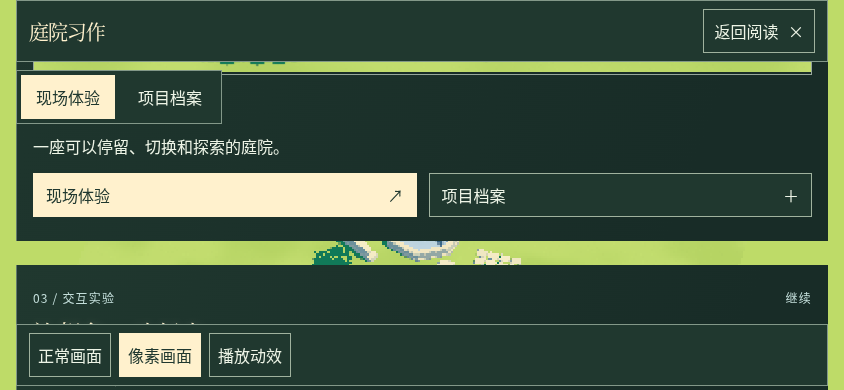 庭院习作
返回阅读 ×
现场体验 项目档案
一座可以停留、切换和探索的庭院。
现场体验 ↗
项目档案 +
03 / 交互实验 继续
正常画面 像素画面 播放动效